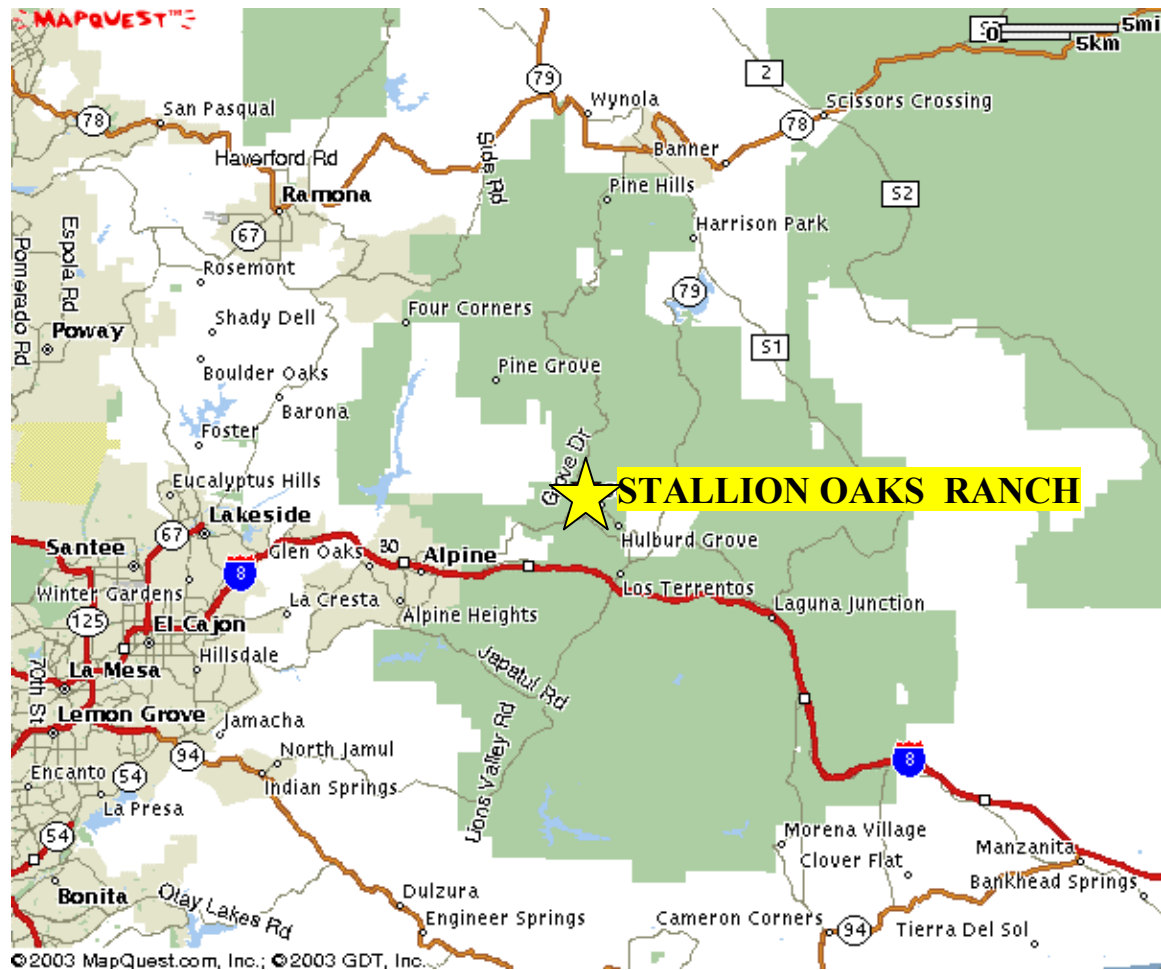 MAPQUEST™
S2
0
5mi
5km
79
2
Wynola
Scissors Crossing
San Pasqual
78
78
Haverford Rd
Banner
Ramona
Pine Hills
S2
Harrison Park
67
Rosemont
79
Espola Rd
Pomerado Rd
Four Corners
Shady Dell
Poway
S1
Boulder Oaks
Pine Grove
Barona
Foster
Grove Dr
Eucalyptus Hills
STALLION OAKS RANCH
Lakeside
67
Santee
Glen Oaks
30
Alpine
Hulburd Grove
8
Winter Gardens
Los Terrentos
La Cresta
Alpine Heights
Laguna Junction
125
El Cajon
Hillsdale
La Mesa
70th St
Japatul Rd
Lemon Grove
Jamacha
Lions Valley Rd
94
North Jamul
8
Encanto
54
Indian Springs
La Presa
54
Morena Village
Manzanita
Clover Flat
Bankhead Springs
Bonita
Otay Lakes Rd
Dulzura
Engineer Springs
Cameron Corners
94
Tierra Del Sol
©2003 MapQuest.com, Inc.; ©2003 GDT, Inc.